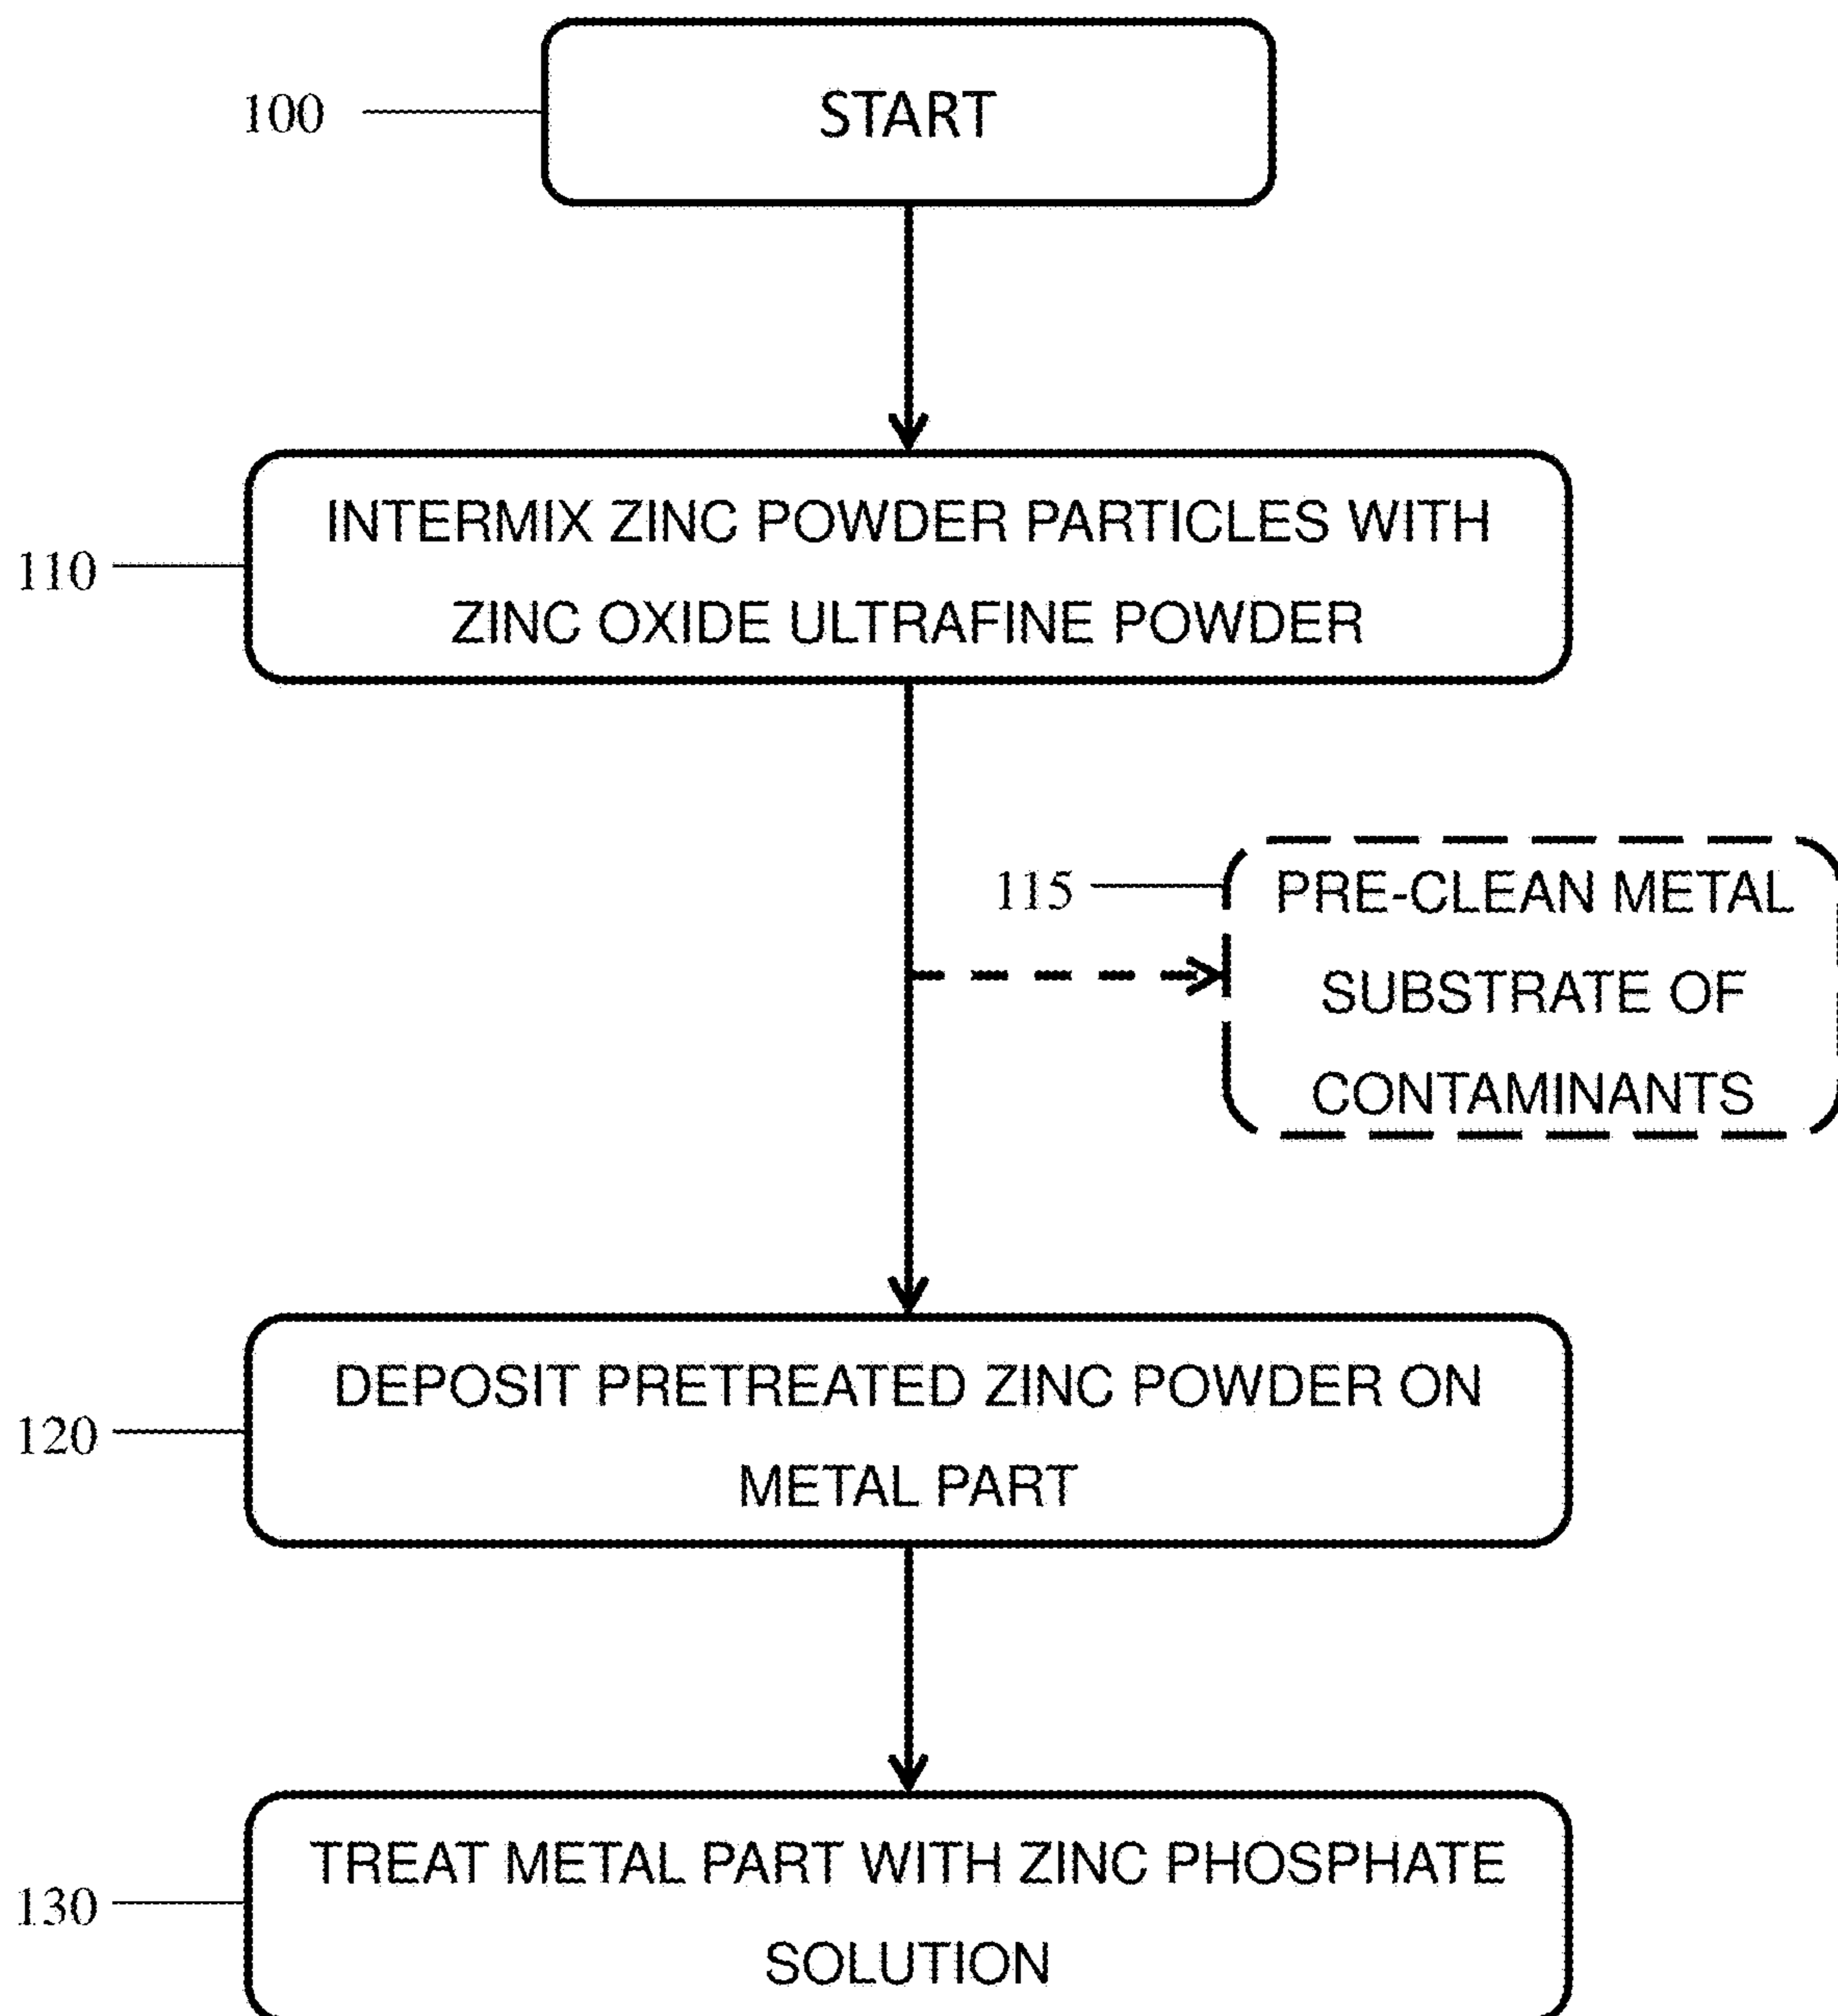 100
START
110
INTERMIX ZINC POWDER PARTICLES WITH
ZINC OXIDE ULTRAFINE POWDER
115
PRE-CLEAN METAL
SUBSTRATE OF
CONTAMINANTS
120
DEPOSIT PRETREATED ZINC POWDER ON
METAL PART
130
TREAT METAL PART WITH ZINC PHOSPHATE
SOLUTION